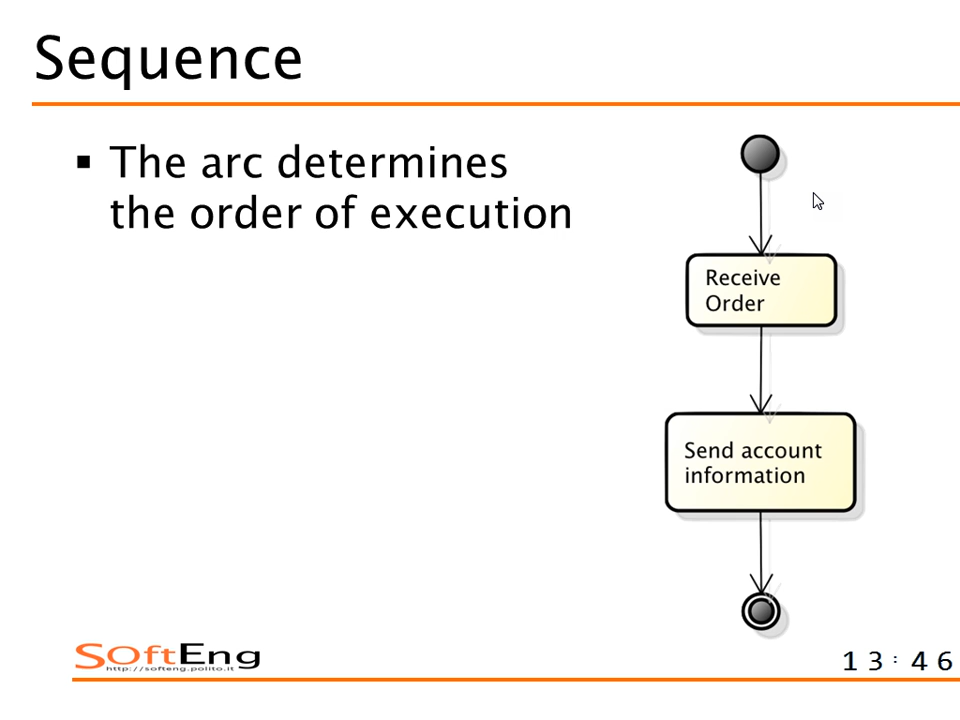 Sequence
▪ The arc determines
the order of execution
Receive
Order
Send account
information
SOftEng
http://softeng.polito.it
13:46